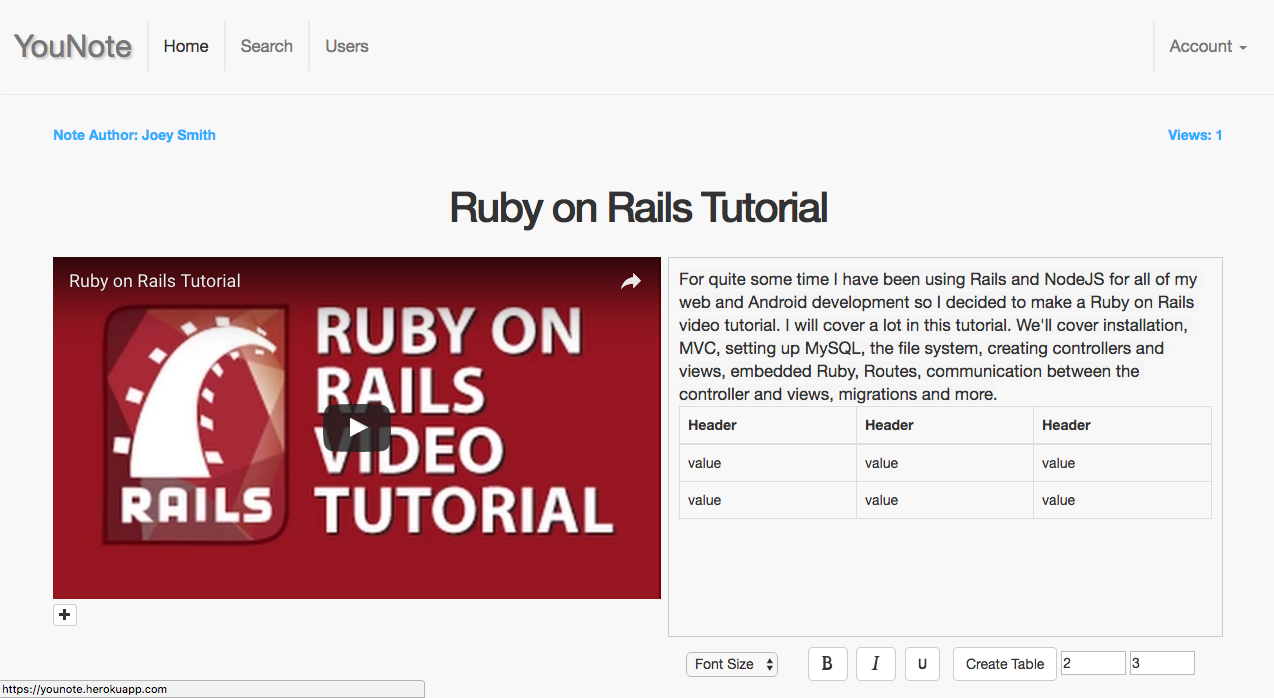 YouNote
Home
Search
Users
Account
Note Author: Joey Smith
Views: 1
Ruby on Rails Tutorial
Ruby on Rails Tutorial
RUBY ON
RAILS
VIDEO
TUTORIAL
RAILS
For quite some time I have been using Rails and NodeJS for all of my
web and Android development so I decided to make a Ruby on Rails
video tutorial. I will cover a lot in this tutorial. We'll cover installation,
MVC, setting up MySQL, the file system, creating controllers and
views, embedded Ruby, Routes, communication between the
controller and views, migrations and more.
Header Header Header
value value value
value value value
Font Size B I U Create Table 2 3
https://younote.herokuapp.com